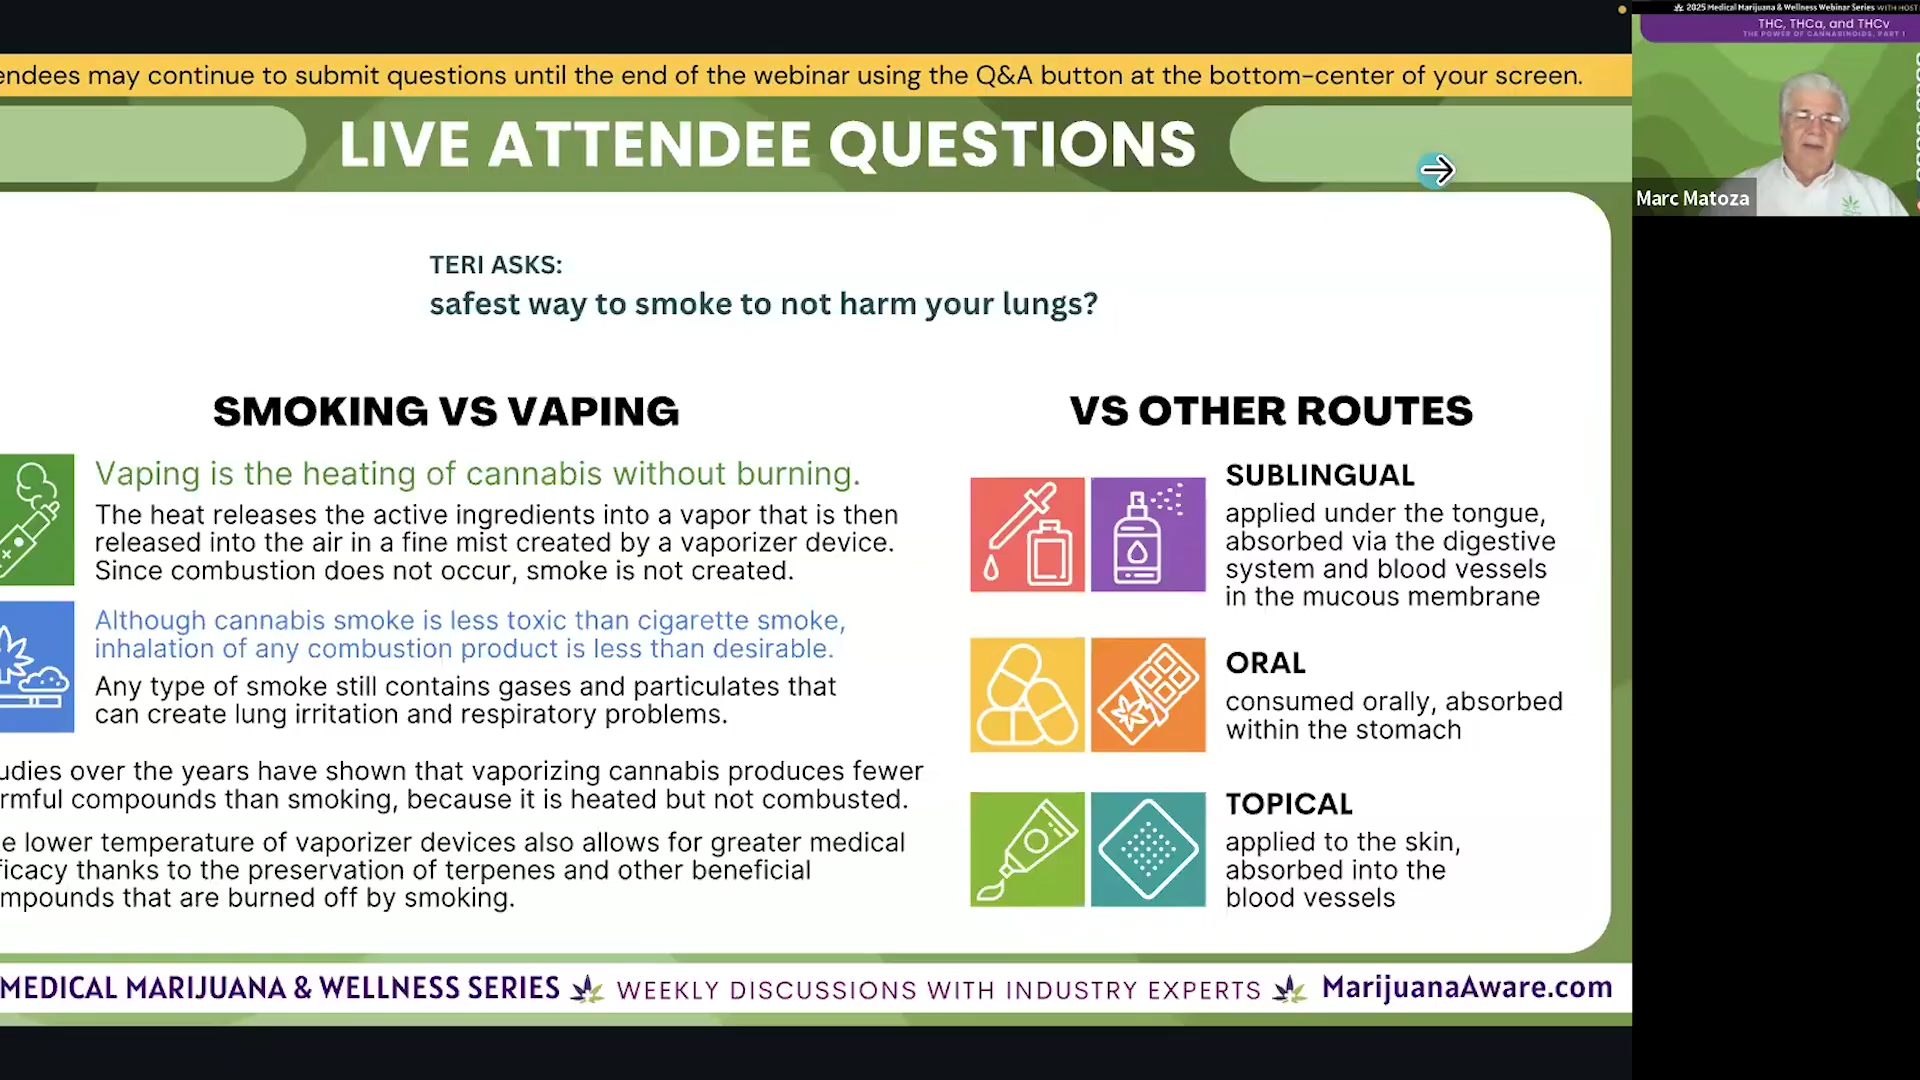 2025 Medical Marijuana & Wellness Webinar Series WITH HOST
THC, THCa, and THCv
THE POWER OF CANNABINOIDS, PART 1
endees may continue to submit questions until the end of the webinar using the Q&A button at the bottom-center of your screen.
LIVE ATTENDEE QUESTIONS
Marc Matoza
TERI ASKS:
safest way to smoke to not harm your lungs?
SMOKING VS VAPING
Vaping is the heating of cannabis without burning.
The heat releases the active ingredients into a vapor that is then
released into the air in a fine mist created by a vaporizer device.
Since combustion does not occur, smoke is not created.
Although cannabis smoke is less toxic than cigarette smoke,
inhalation of any combustion product is less than desirable.
Any type of smoke still contains gases and particulates that
can create lung irritation and respiratory problems.
udies over the years have shown that vaporizing cannabis produces fewer
rmful compounds than smoking, because it is heated but not combusted.
e lower temperature of vaporizer devices also allows for greater medical
ficacy thanks to the preservation of terpenes and other beneficial
mpounds that are burned off by smoking.
VS OTHER ROUTES
SUBLINGUAL
applied under the tongue,
absorbed via the digestive
system and blood vessels
in the mucous membrane
ORAL
consumed orally, absorbed
within the stomach
TOPICAL
applied to the skin,
absorbed into the
blood vessels
MEDICAL MARIJUANA & WELLNESS SERIES WEEKLY DISCUSSIONS WITH INDUSTRY EXPERTS MarijuanaAware.com